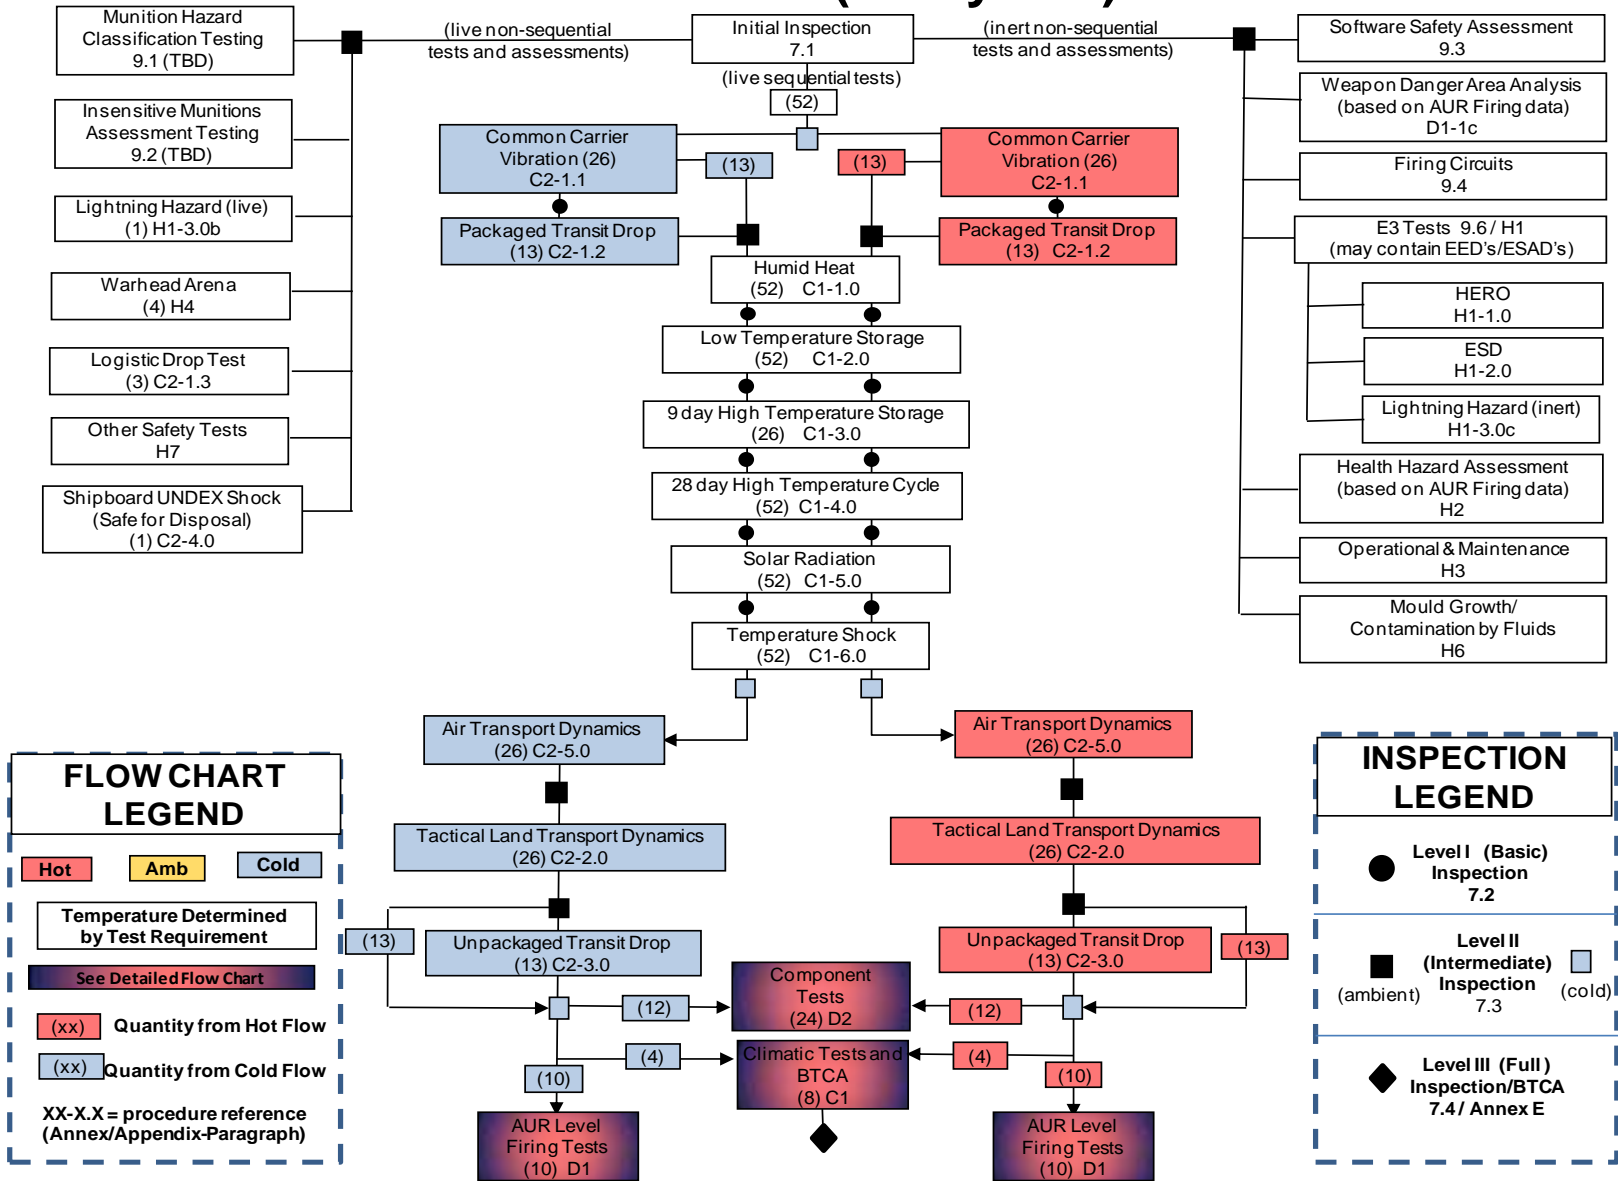 Munition Hazard
Classification Testing
9.1 (TBD)
Insensitive Munitions
Assessment Testing
9.2 (TBD)
Lightning Hazard (live)
(1) H1-3.0b
Warhead Arena
(4) H4
Logistic Drop Test
(3) C2-1.3
Other Safety Tests
H7
Shipboard UNDEX Shock
(Safe for Disposal)
(1) C2-4.0
(live non-sequential
tests and assessments)
Initial Inspection
7.1
(inert non-sequential
tests and assessments)
(live sequential tests)
(52)
Common Carrier
Vibration (26)
C2-1.1
(13)
(13)
Common Carrier
Vibration (26)
C2-1.1
Packaged Transit Drop
(13) C2-1.2
Packaged Transit Drop
(13) C2-1.2
Humid Heat
(52) C1-1.0
Low Temperature Storage
(52) C1-2.0
9 day High Temperature Storage
(26) C1-3.0
28 day High Temperature Cycle
(52) C1-4.0
Solar Radiation
(52) C1-5.0
Temperature Shock
(52) C1-6.0
Software Safety Assessment
9.3
Weapon Danger Area Analysis
(based on AUR Firing data)
D1-1c
Firing Circuits
9.4
E3 Tests 9.6 / H1
(may contain EED's/ESAD's)
HERO
H1-1.0
ESD
H1-2.0
Lightning Hazard (inert)
H1-3.0c
Health Hazard Assessment
(based on AUR Firing data)
H2
Operational & Maintenance
H3
Mould Growth/
Contamination by Fluids
H6
Air Transport Dynamics
(26) C2-5.0
Air Transport Dynamics
(26) C2-5.0
Tactical Land Transport Dynamics
(26) C2-2.0
Tactical Land Transport Dynamics
(26) C2-2.0
(13)
Unpackaged Transit Drop
(13) C2-3.0
Unpackaged Transit Drop
(13) C2-3.0
(13)
(12)
Component
Tests
(24) D2
(12)
(4)
Climatic Tests and
BTCA
(8) C1
(4)
(10)
(10)
AUR Level
Firing Tests
(10) D1
AUR Level
Firing Tests
(10) D1
FLOW CHART
LEGEND
Hot
Amb
Cold
Temperature Determined
by Test Requirement
See Detailed Flow Chart
(xx) Quantity from Hot Flow
(xx) Quantity from Cold Flow
XX-X.X = procedure reference
(Annex/Appendix-Paragraph)
INSPECTION
LEGEND
Level I (Basic)
Inspection
7.2
Level II
(Intermediate)
Inspection
7.3
(ambient)
(cold)
Level III (Full)
Inspection/BTCA
7.4 / Annex E